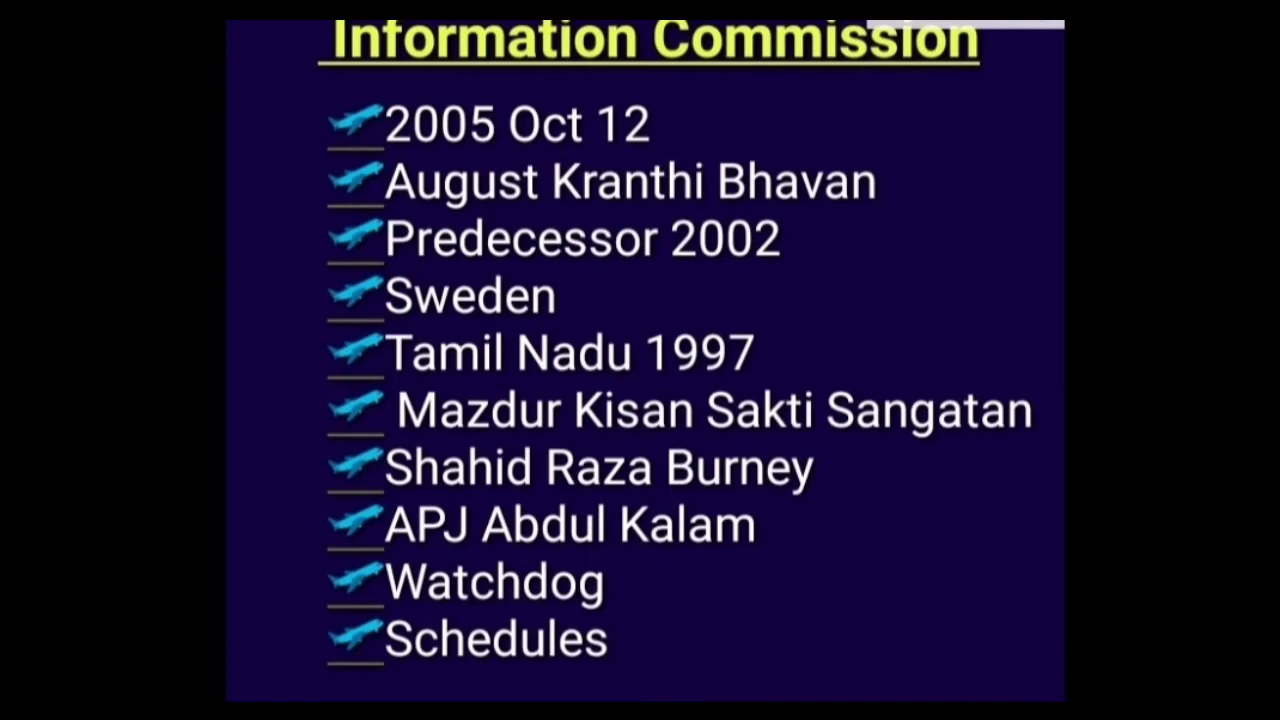 Information Commission
2005 Oct 12
August Kranthi Bhavan
Predecessor 2002
Sweden
Tamil Nadu 1997
Mazdur Kisan Sakti Sangatan
Shahid Raza Burney
APJ Abdul Kalam
Watchdog
Schedules